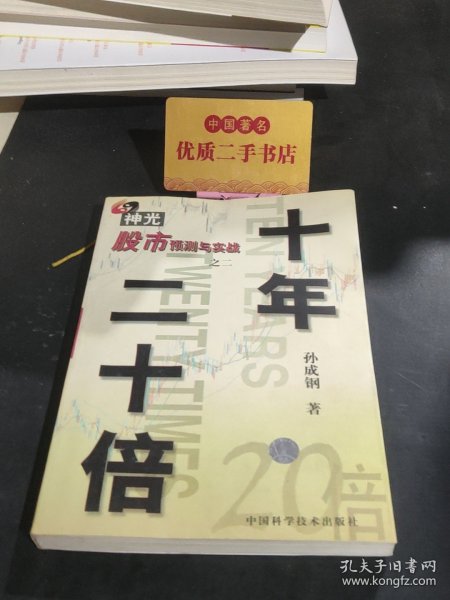 中国著名
优质二手书店
神光
股市预测与实战
之二
十年
二十倍
TEN YEARS
TWENTY TIMES
孙成钢 著
20倍
中国科学技术出版社
孔夫子旧书网
www.kongfz.com